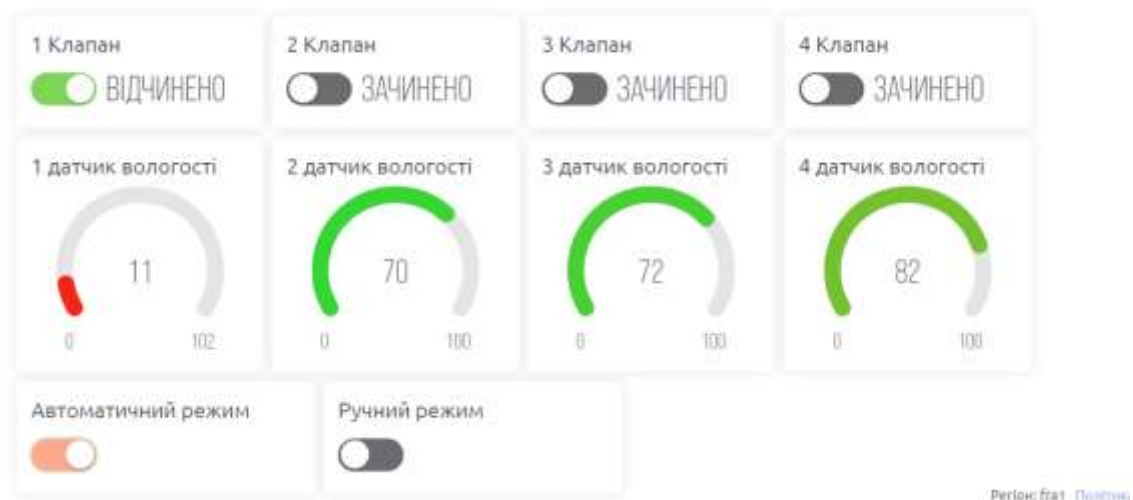 1 Клапан
2 Клапан
3 Клапан
4 Клапан
ВІДЧИНЕНО
ЗАЧИНЕНО
ЗАЧИНЕНО
ЗАЧИНЕНО
1 датчик вологості
2 датчик вологості
3 датчик вологості
4 датчик вологості
11
70
72
82
0
102
0
100
0
100
0
100
Автоматичний режим
Ручний режим
Регіон: fra1